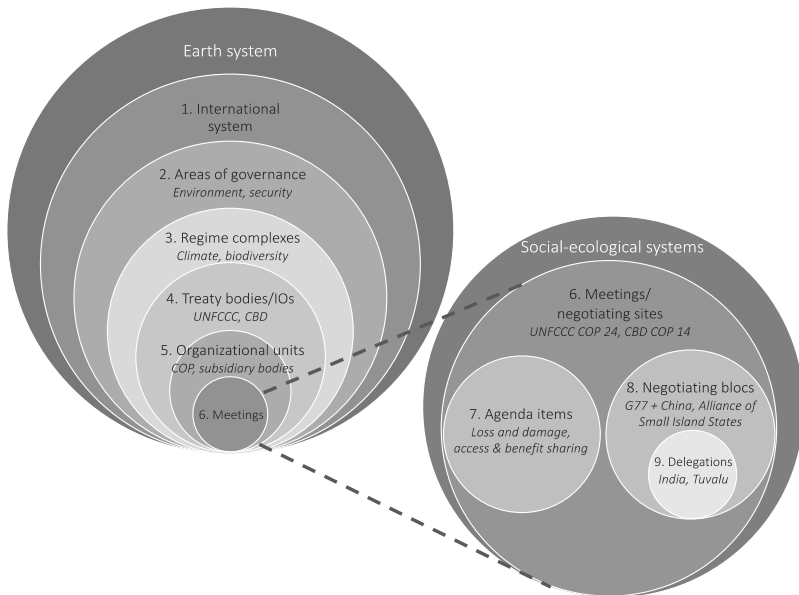 Earth system
1. International
system
2. Areas of governance
Environment, security
3. Regime complexes
Climate, biodiversity
4. Treaty bodies/IOs
UNFCCC, CBD
5. Organizational units
COP, subsidiary bodies
6. Meetings
Social-ecological systems
6. Meetings/
negotiating sites
UNFCCC COP 24, CBD COP 14
7. Agenda items
Loss and damage,
access & benefit sharing
8. Negotiating blocs
G77 + China, Alliance of
Small Island States
9. Delegations
India, Tuvalu